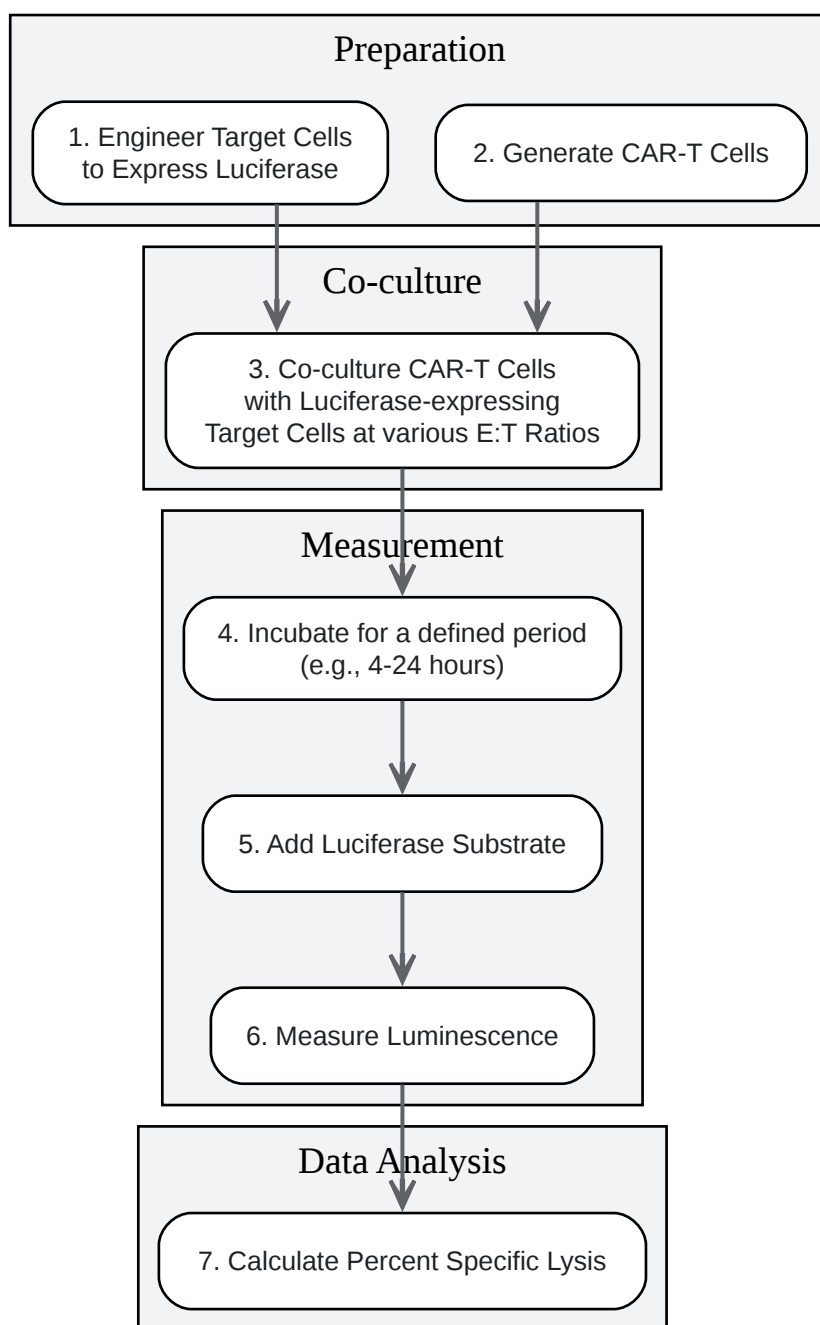 Preparation
1. Engineer Target Cells
to Express Luciferase
2. Generate CAR-T Cells
Co-culture
3. Co-culture CAR-T Cells
with Luciferase-expressing
Target Cells at various E:T Ratios
Measurement
4. Incubate for a defined period
(e.g., 4-24 hours)
5. Add Luciferase Substrate
6. Measure Luminescence
Data Analysis
7. Calculate Percent Specific Lysis